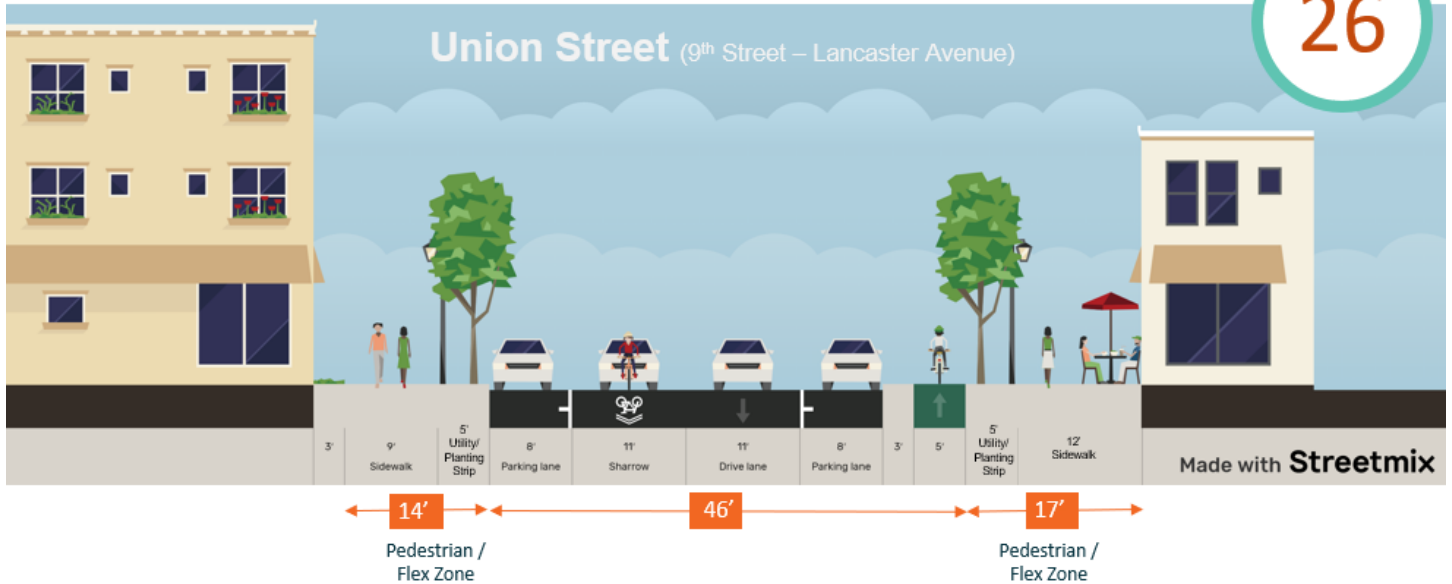 26
Union Street (9th Street – Lancaster Avenue)
3'
9'
Sidewalk
5'
Utility/
Planting
Strip
8'
Parking lane
11'
Sharrow
11'
Drive lane
8'
Parking lane
3'
5'
5'
Utility/
Planting
Strip
12'
Sidewalk
Made with Streetmix
14’
46’
17’
Pedestrian /
Flex Zone
Pedestrian /
Flex Zone